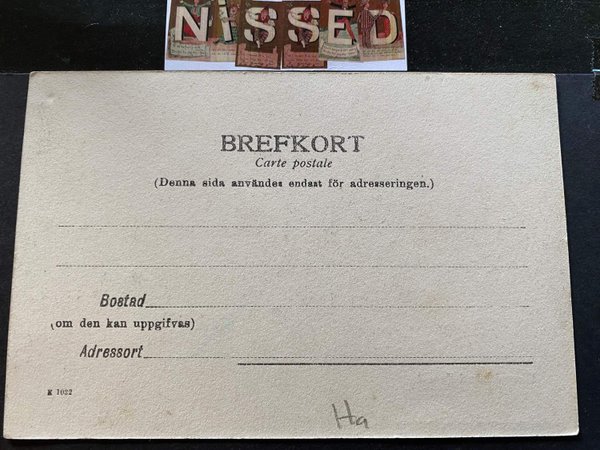 NiSSED
BREFKORT
Carte postale
(Denna sida användes endast för adresseringen.)
Bostad
(om den kan uppgifvas)
Adressort
E 1022
Ha